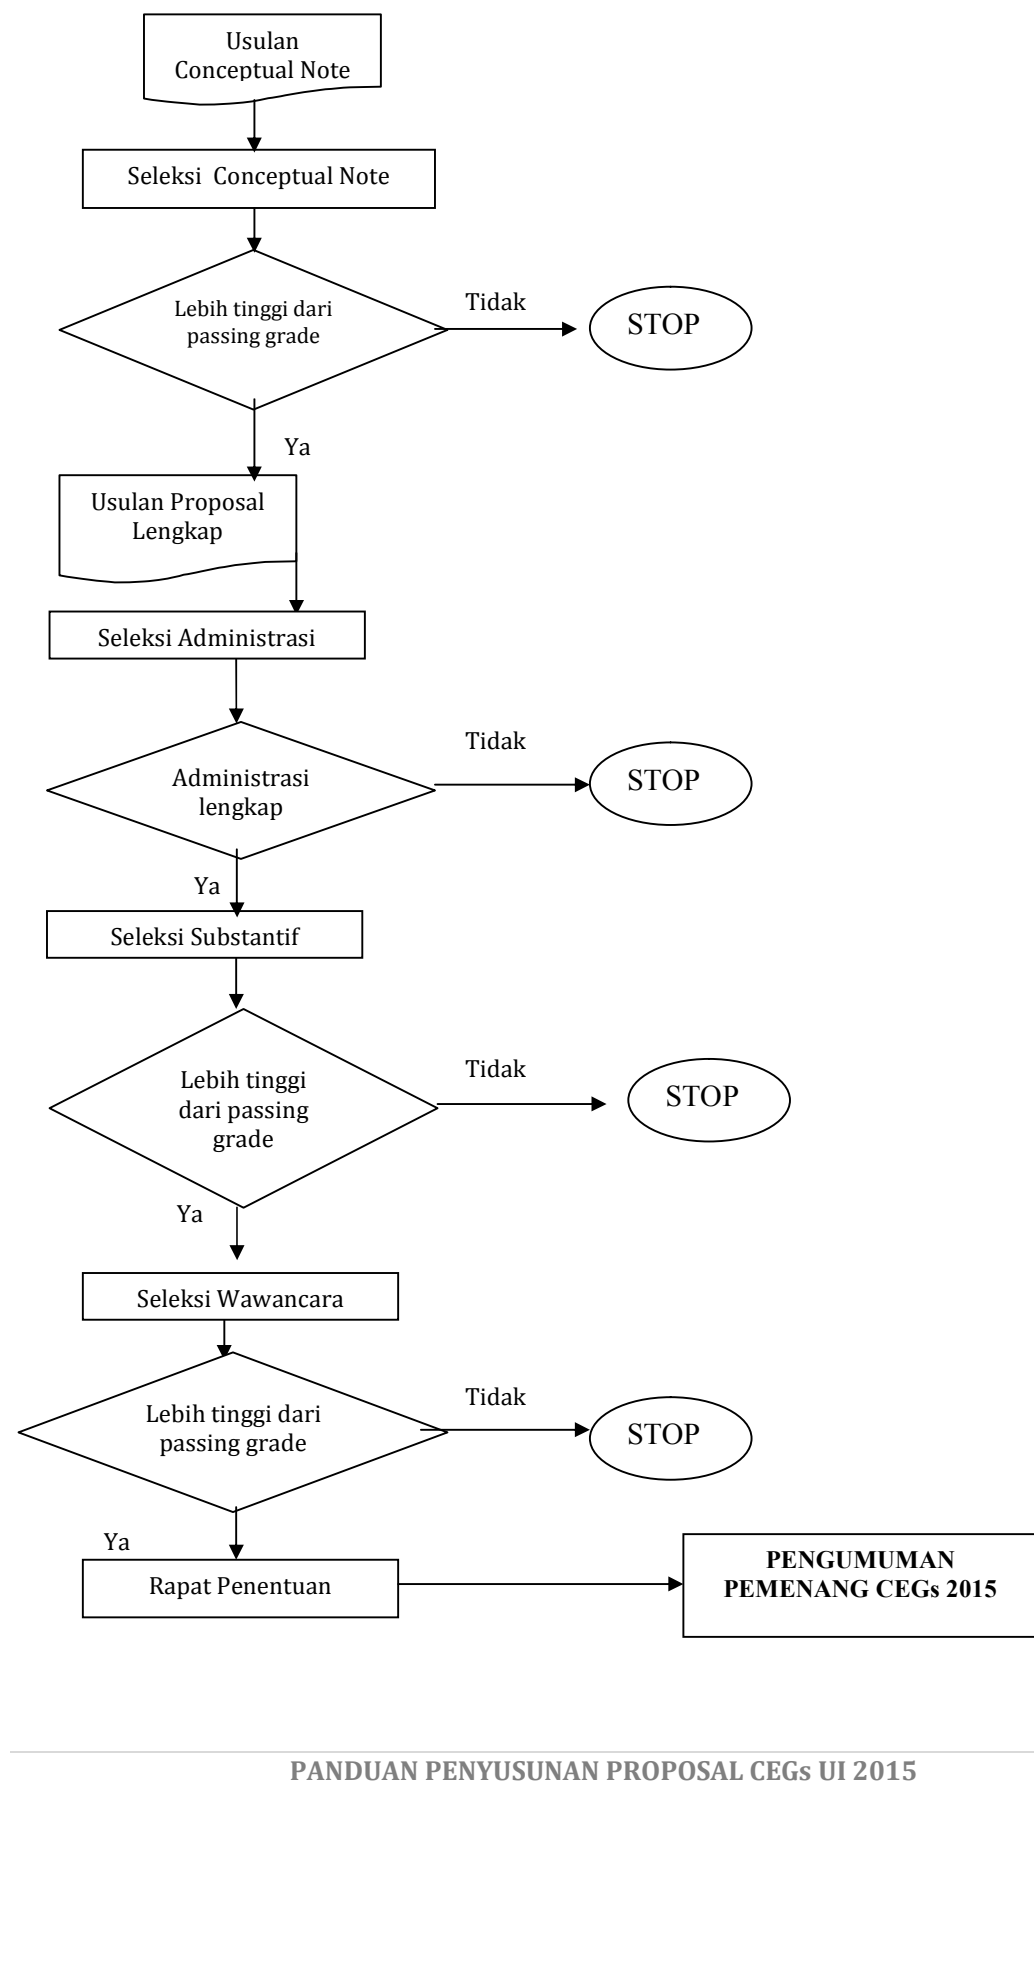 Usulan
Conceptual Note
Seleksi Conceptual Note
Lebih tinggi dari
passing grade
Tidak
STOP
Ya
Usulan Proposal
Lengkap
Seleksi Administrasi
Administrasi
lengkap
Tidak
STOP
Ya
Seleksi Substantif
Lebih tinggi
dari passing
grade
Tidak
STOP
Ya
Seleksi Wawancara
Lebih tinggi dari
passing grade
Tidak
STOP
Ya
Rapat Penentuan
PENGUMUMAN
PEMENANG CEGs 2015
PANDUAN PENYUSUNAN PROPOSAL CEGs UI 2015